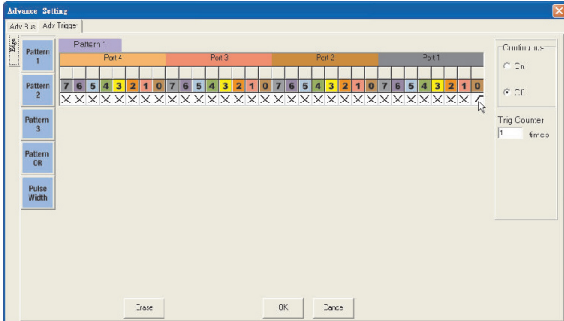 Advance Setting
Adv Bus Adv Trigger
Edge
Pattern 1
Pattern 2
Pattern 3
Pattern ON
Pulse Width
Pattern 1
Port 4 Port 3 Port 2 Port 1
7 6 5 4 3 2 1 0 7 6 5 4 3 2 1 0 7 6 5 4 3 2 1 0 7 6 5 4 3 2 1 0
Continuous
On
Off
Trig Counter
1 times
Erase OK Cancel